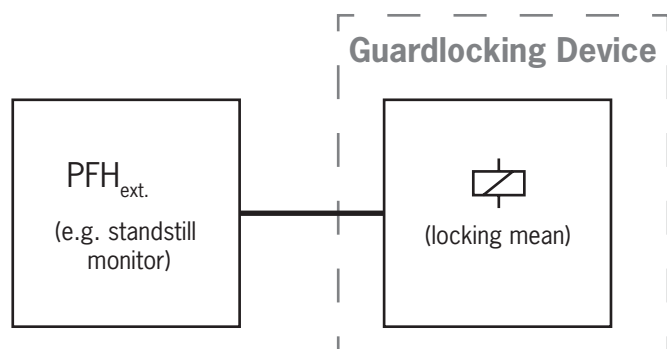 Guardlocking Device
PFHext.
(e.g. standstill
monitor)
(locking mean)